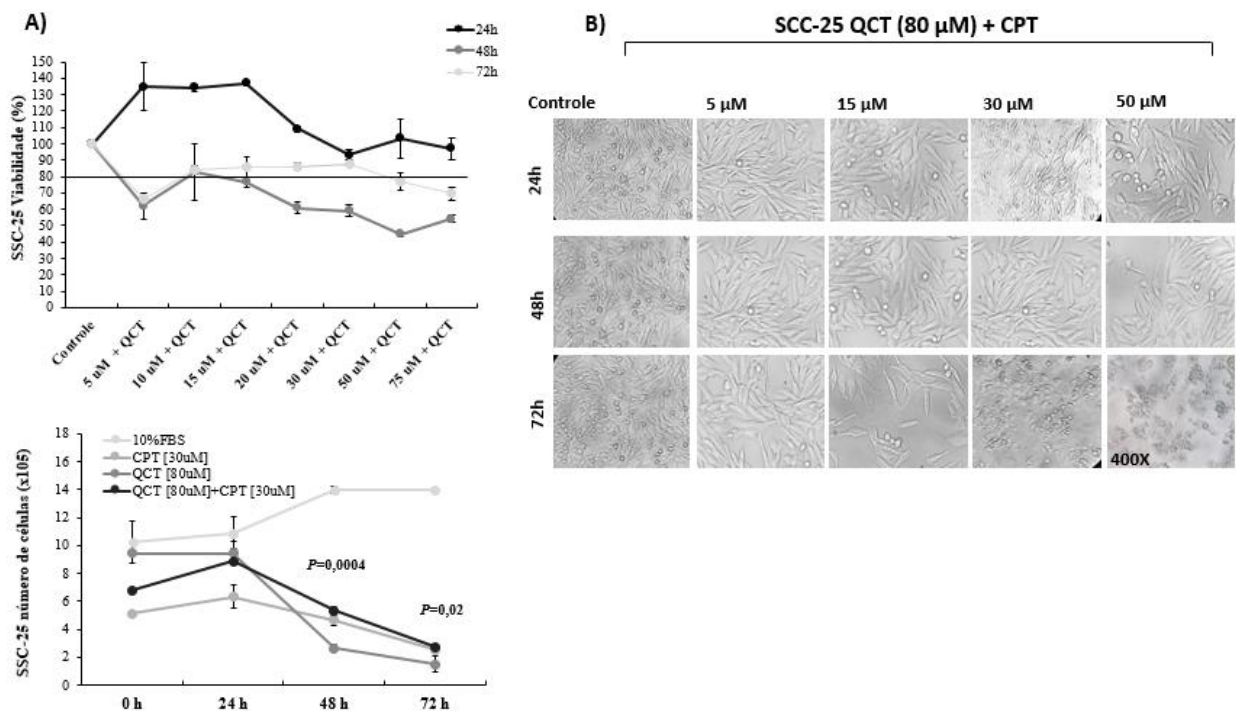 A)
24h
48h
72h
SSC-25 Viabilidade (%)
150
140
130
120
110
100
90
80
70
60
50
40
30
20
10
0
Controle
5 uM + QCT
10 uM + QCT
15 uM + QCT
20 uM + QCT
30 uM + QCT
50 uM + QCT
75 uM + QCT
SSC-25 número de células (x105)
18
16
14
12
10
8
6
4
2
0
10%FBS
CPT [30uM]
QCT [80uM]
QCT [80uM]+CPT [30uM]
P=0,0004
P=0,02
0 h
24 h
48 h
72 h
B)
SCC-25 QCT (80 µM) + CPT
Controle
5 µM
15 µM
30 µM
50 µM
24h
48h
72h
400X